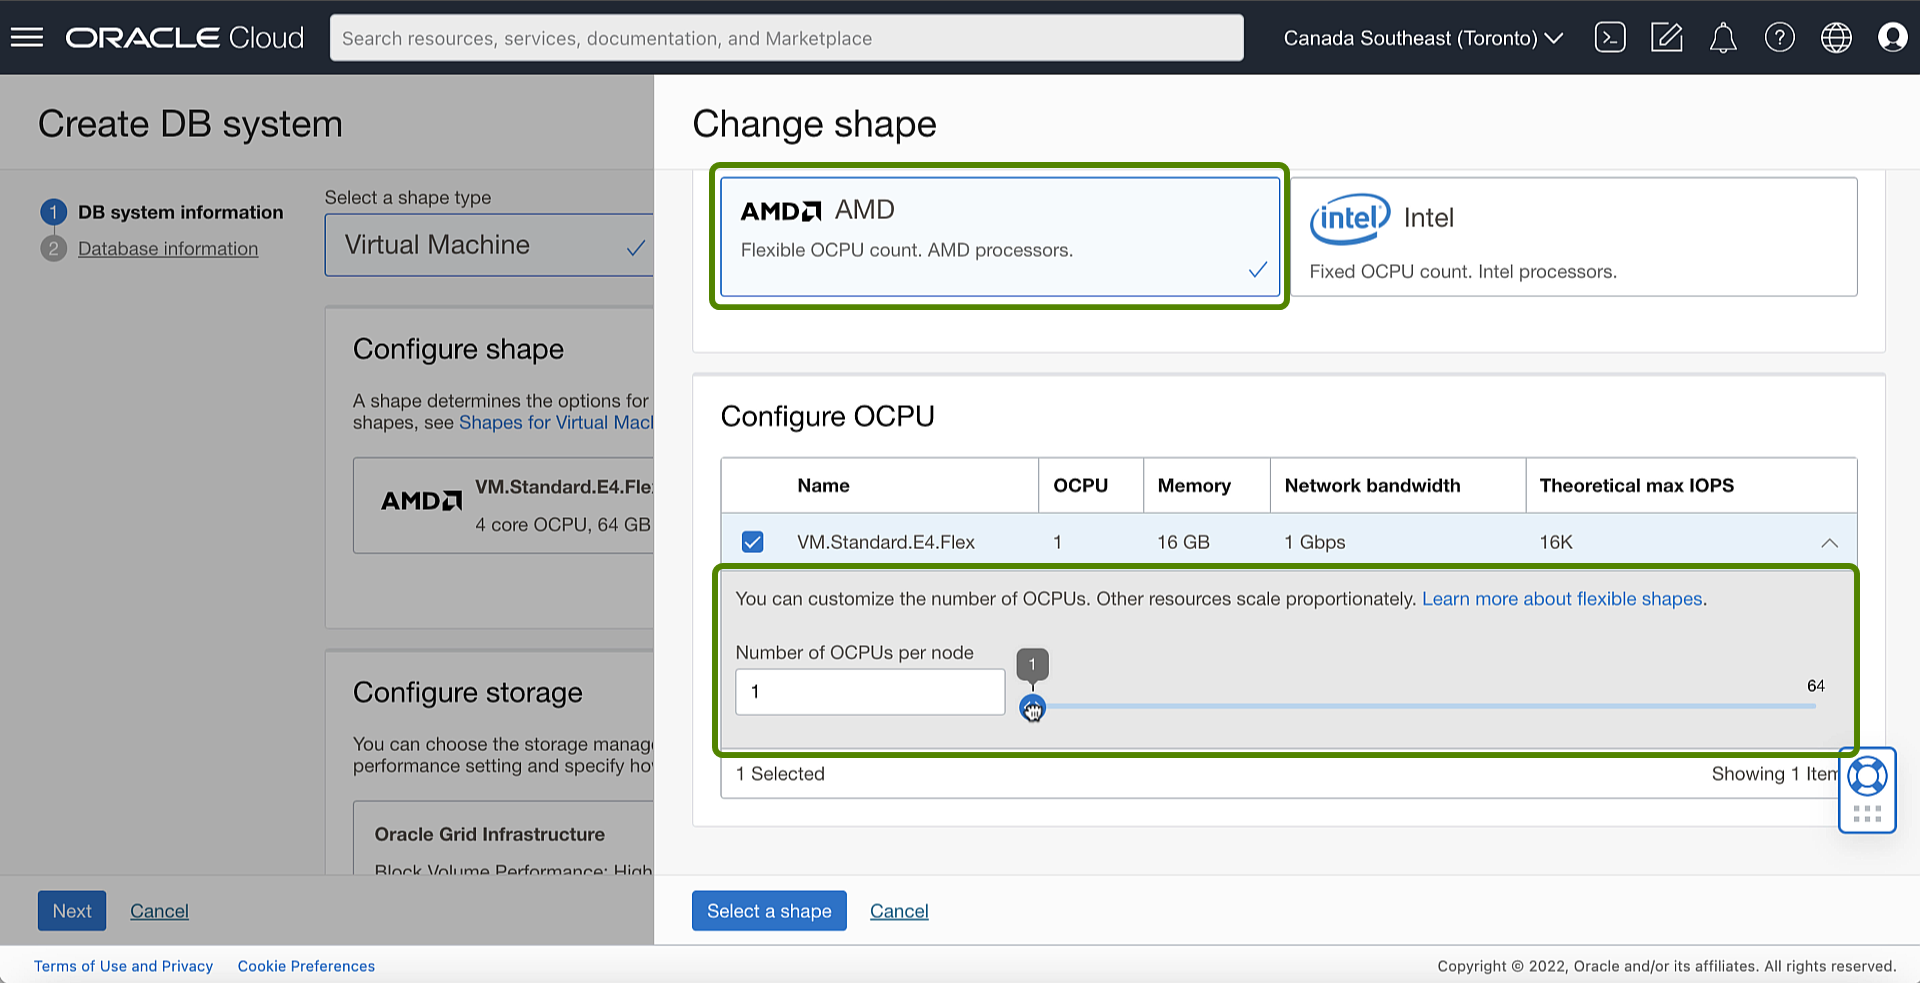 ORACLE Cloud
Search resources, services, documentation, and Marketplace
Canada Southeast (Toronto)
Create DB system
1 DB system information
2 Database information
Select a shape type
Virtual Machine
Configure shape
A shape determines the options for
shapes, see Shapes for Virtual Mac
AMD
VM.Standard.E4.Fle
4 core OCPU, 64 GB
Configure storage
You can choose the storage manag
performance setting and specify ho
Oracle Grid Infrastructure
Block Volume Performance: High
Next
Cancel
Change shape
AMD AMD
Flexible OCPU count. AMD processors.
intel Intel
Fixed OCPU count. Intel processors.
Configure OCPU
Name OCPU Memory Network bandwidth Theoretical max IOPS
VM.Standard.E4.Flex 1 16 GB 1 Gbps 16K
You can customize the number of OCPUs. Other resources scale proportionately. Learn more about flexible shapes.
Number of OCPUs per node
1
1
64
1 Selected
Showing 1 Item
Select a shape
Cancel
Terms of Use and Privacy
Cookie Preferences
Copyright © 2022, Oracle and/or its affiliates. All rights reserved.